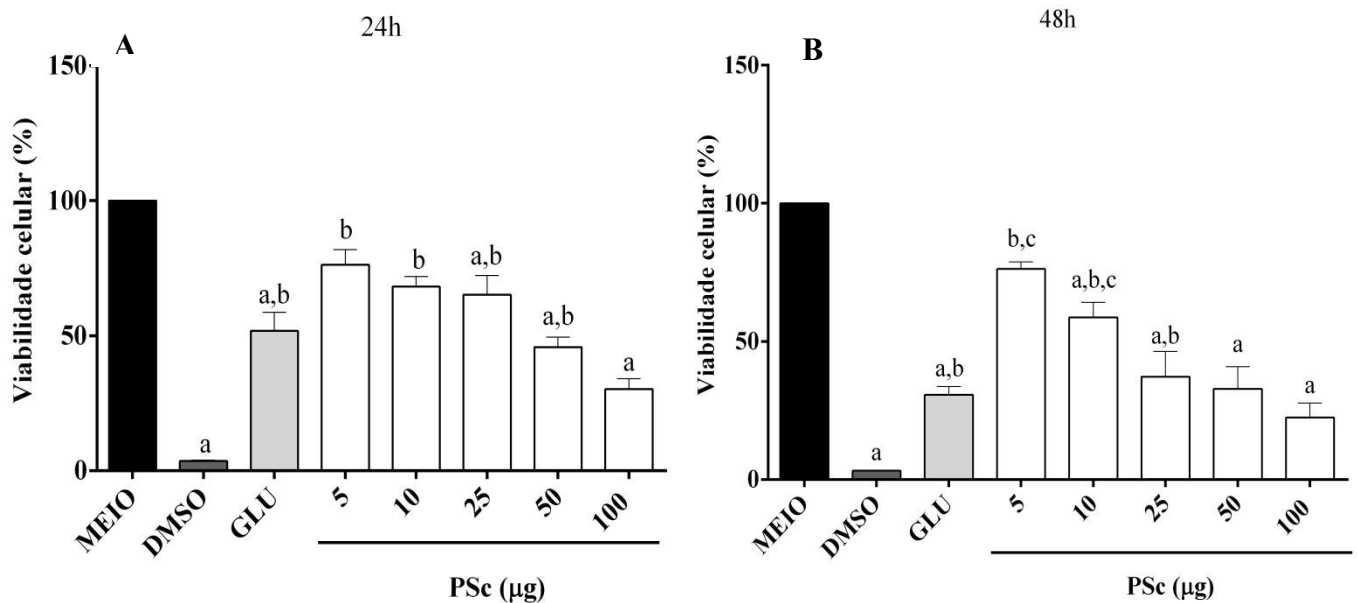 A
24h
Viabilidade celular (%)
150
100
50
0
a
a,b
b
b
a,b
a,b
a
MEIO
DMSO
GLU
5
10
25
50
100
PSc (µg)
B
48h
Viabilidade celular (%)
150
100
50
0
a
a,b
b,c
a,b,c
a,b
a
a
MEIO
DMSO
GLU
5
10
25
50
100
PSc (µg)